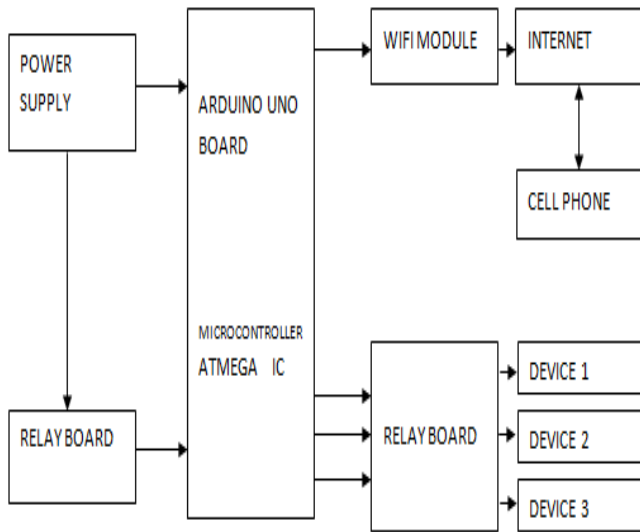 POWER
SUPPLY
ARDUINO UNO
BOARD
MICROCONTROLLER
ATMEGA IC
WIFI MODULE
INTERNET
CELL PHONE
RELAY BOARD
RELAY BOARD
DEVICE 1
DEVICE 2
DEVICE 3